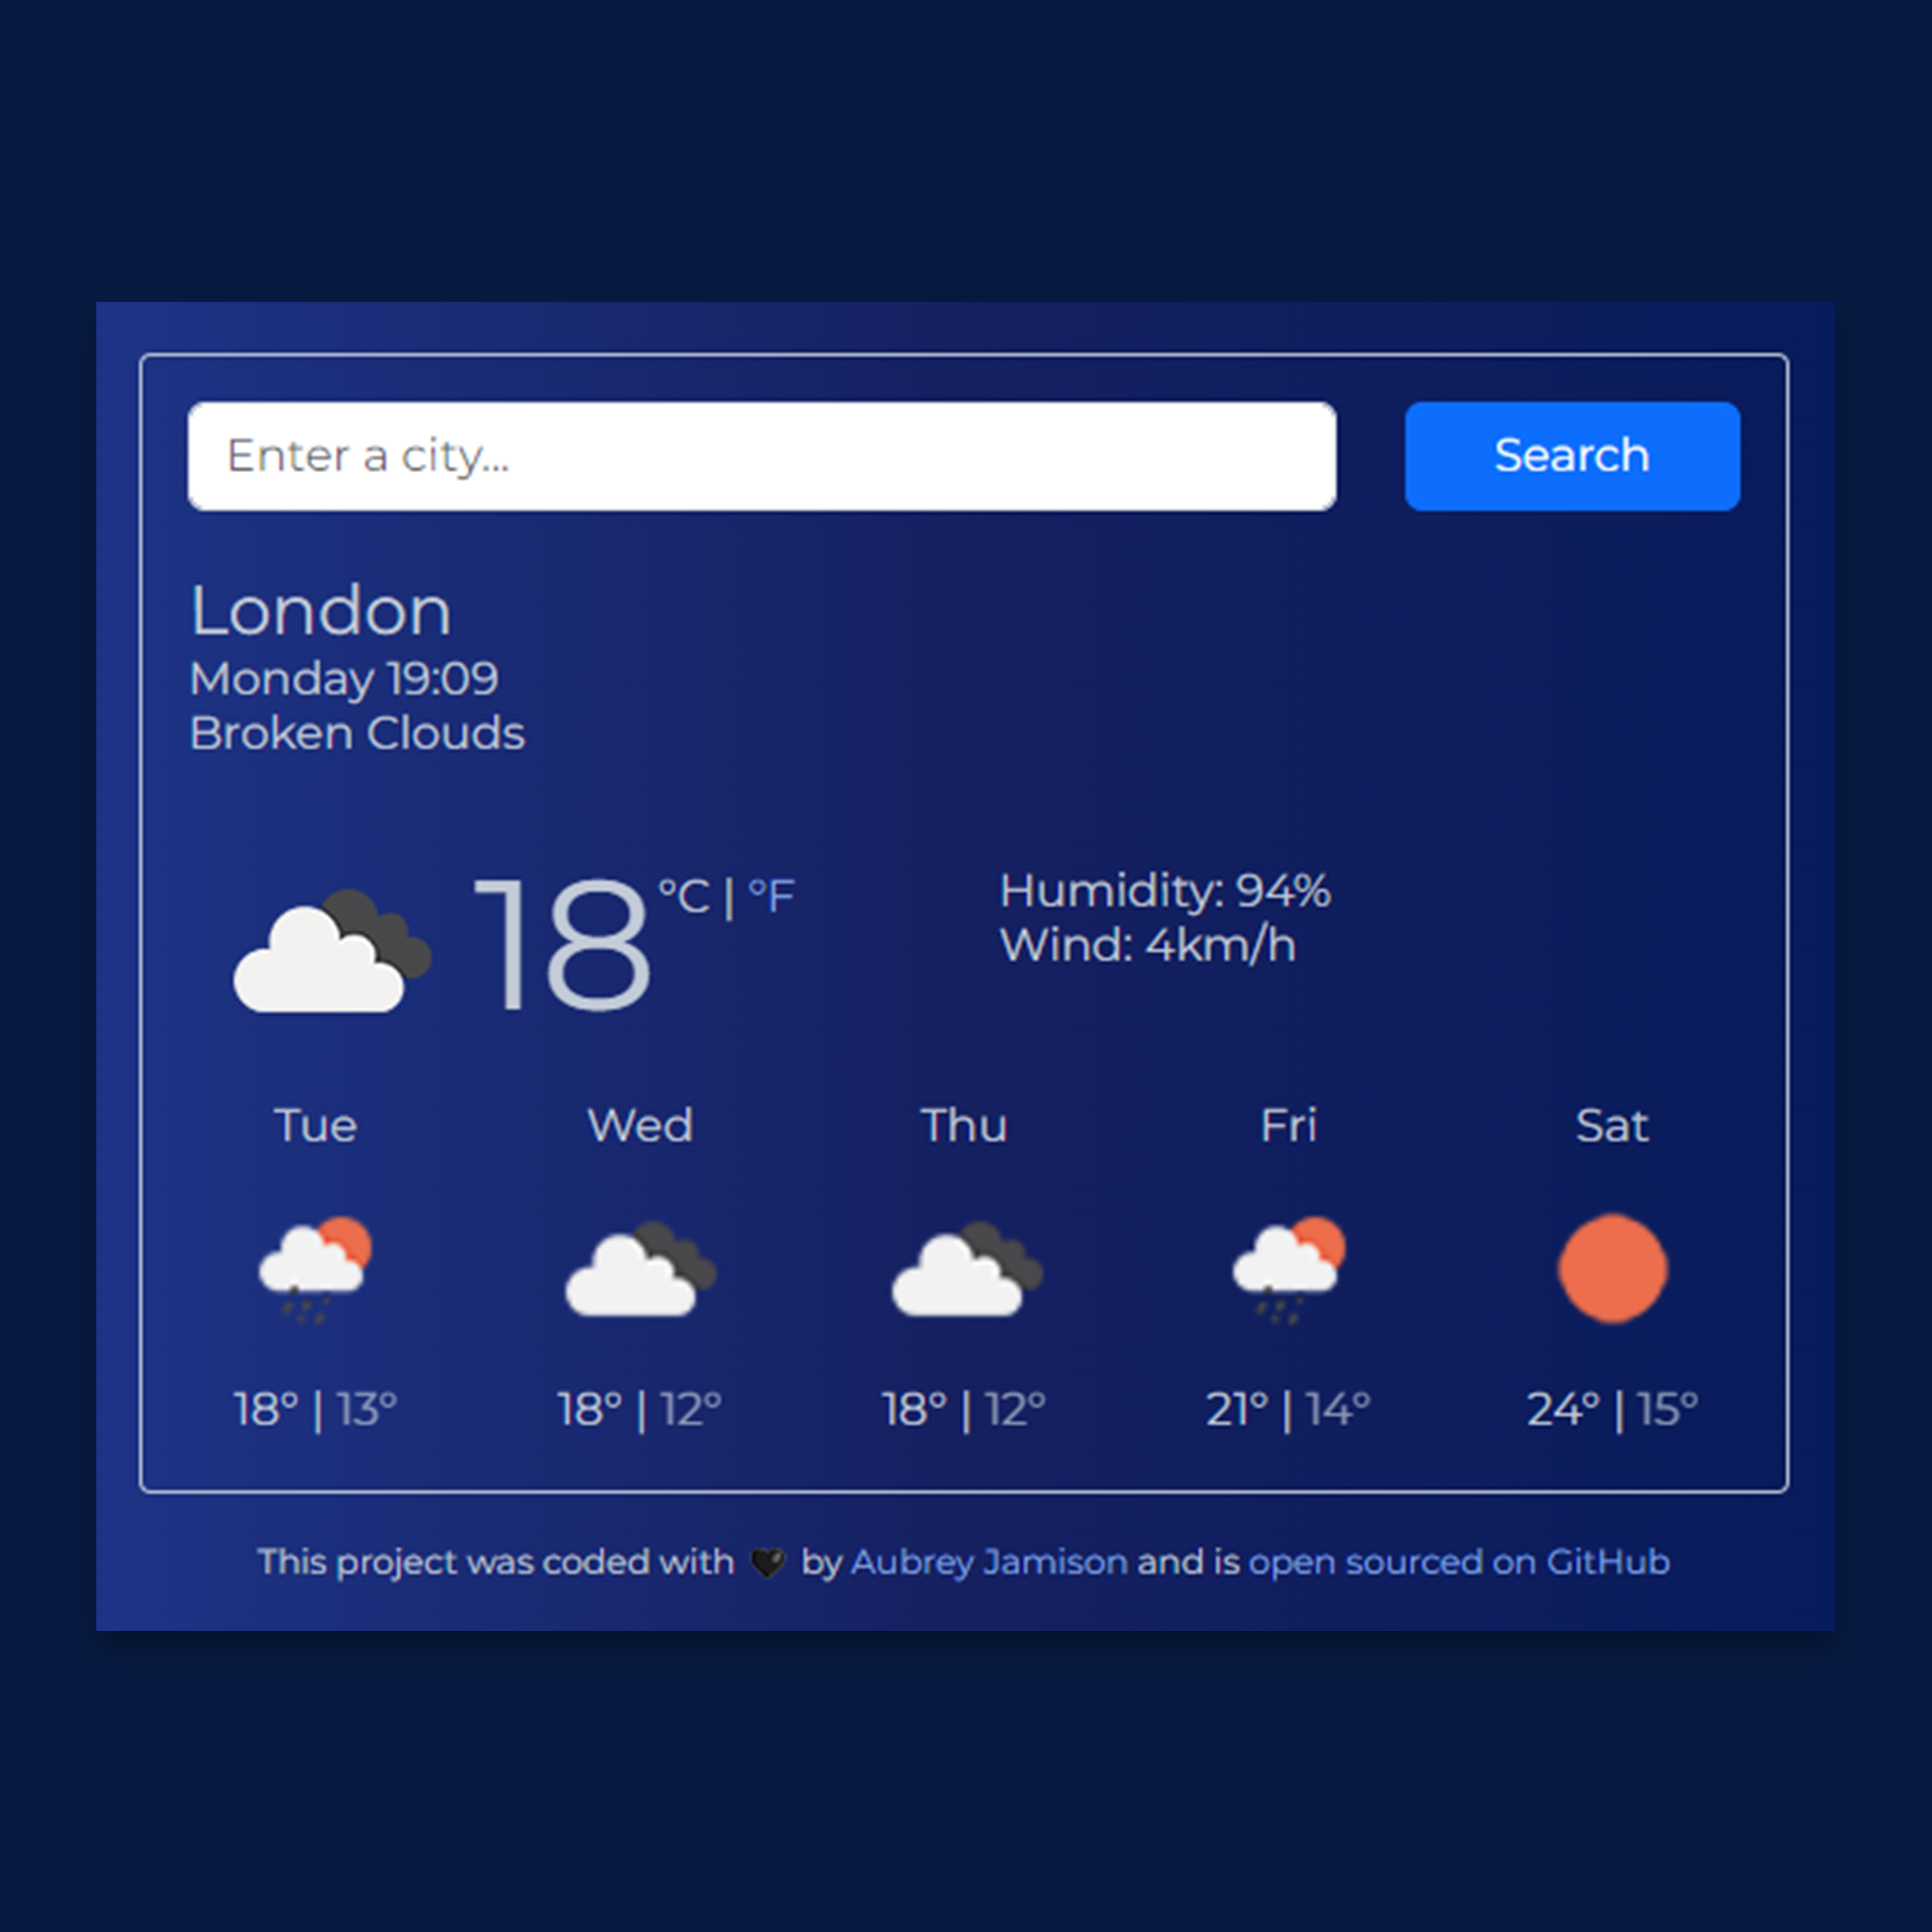 Enter a city...
Search
London
Monday 19:09
Broken Clouds
18 °C | °F
Humidity: 94%
Wind: 4km/h
Tue Wed Thu Fri Sat
18° | 13° 18° | 12° 18° | 12° 21° | 14° 24° | 15°
This project was coded with 🖤 by Aubrey Jamison and is open sourced on GitHub